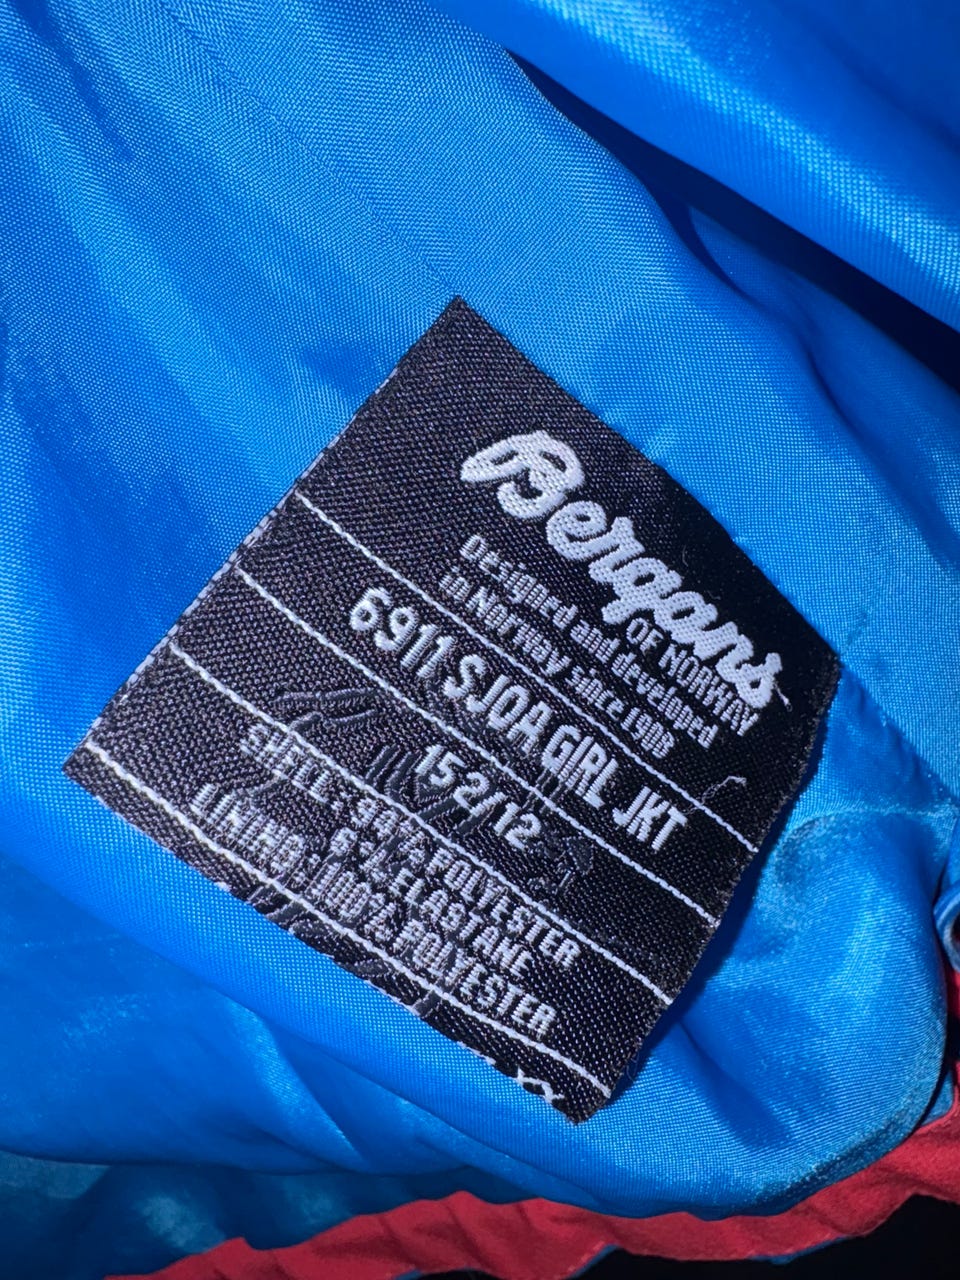 Bergans
OF NORWAY
Designed and developed
in Norway since 1908
6911 SJOA GIRL JKT
152/12
SHELL: 94% POLYESTER
6% ELASTANE
LINING: 100% POLYESTER